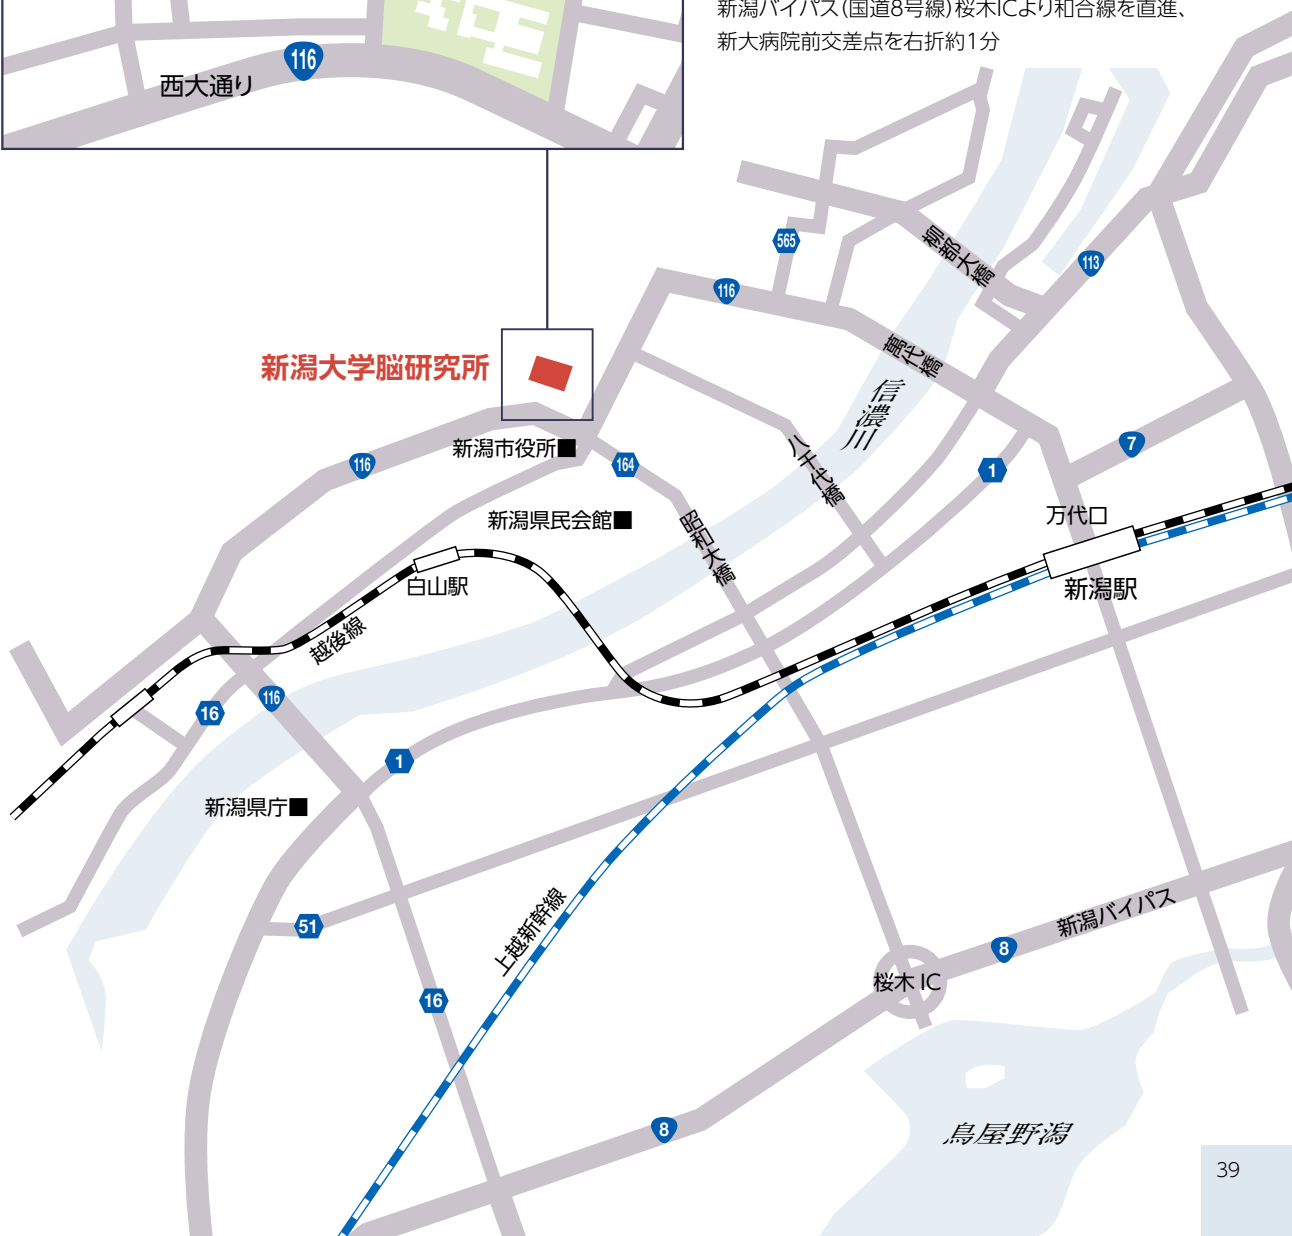 新潟バイパス(国道8号線)桜木ICより和合線を直進、
新大病院前交差点を右折約1分
116
西大通り
565
柳都大橋
113
116
萬代橋
新潟大学脳研究所
信濃川
新潟市役所■
116
164
八千代橋
1
7
新潟県民会館■
昭和大橋
万代口
白山駅
新潟駅
越後線
16
116
1
新潟県庁■
51
上越新幹線
新潟バイパス
8
16
桜木 IC
8
鳥屋野潟
39